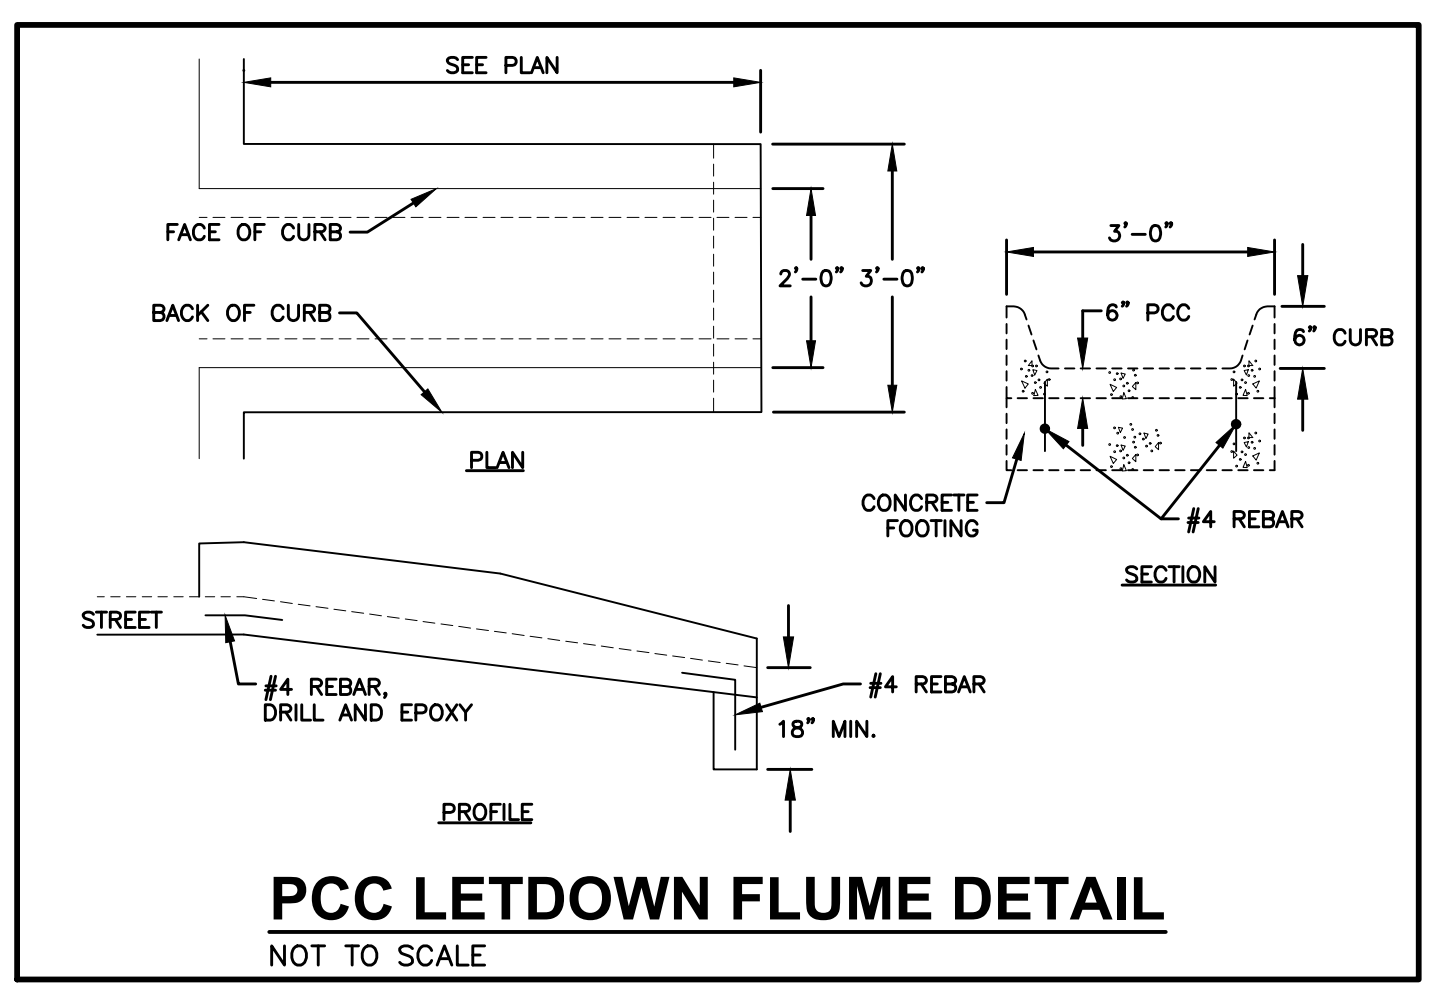 SEE PLAN
FACE OF CURB
2'-0" 3'-0"
BACK OF CURB
PLAN
3'-0"
6" PCC
6" CURB
CONCRETE
FOOTING
#4 REBAR
SECTION
STREET
#4 REBAR,
DRILL AND EPOXY
#4 REBAR
18" MIN.
PROFILE
PCC LETDOWN FLUME DETAIL
NOT TO SCALE